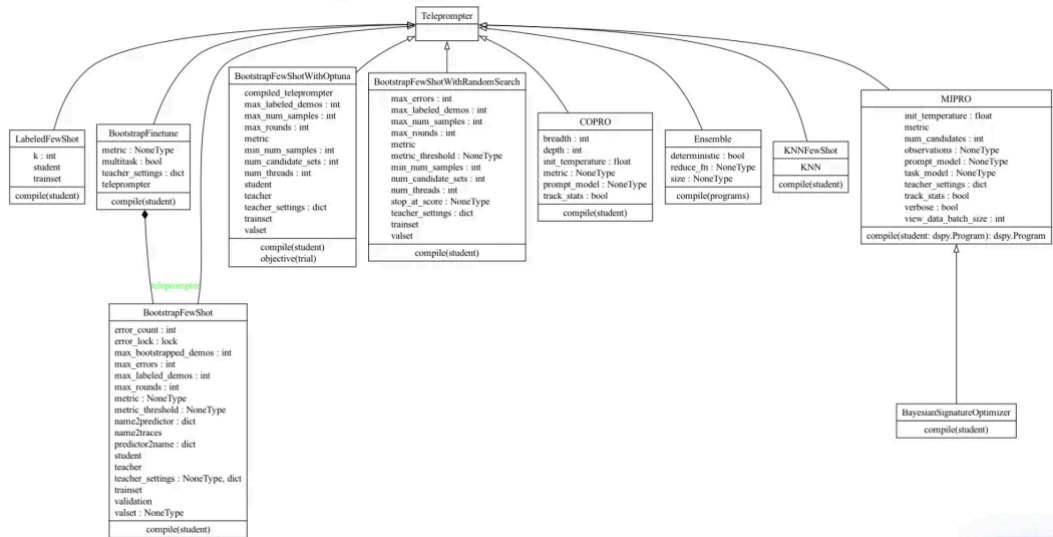 Teleprompter
LabeledFewShot
k : int
student
trainset
compile(student)
BootstrapFinetune
metric : NoneType
multitask : bool
teacher_settings : dict
teleprompter
compile(student)
BootstrapFewShotWithOptuna
compiled_teleprompter
max_labeled_demos : int
max_num_samples : int
max_rounds : int
metric
min_num_samples : int
num_candidate_sets : int
num_threads : int
student
teacher
teacher_settings : dict
trainset
valset
compile(student)
objective(trial)
BootstrapFewShotWithRandomSearch
max_errors : int
max_labeled_demos : int
max_num_samples : int
max_rounds : int
metric
metric_threshold : NoneType
min_num_samples : int
num_candidate_sets : int
num_threads : int
stop_at_score : NoneType
teacher_settings : dict
trainset
valset
compile(student)
COPRO
breadth : int
depth : int
init_temperature : float
metric : NoneType
prompt_model : NoneType
track_stats : bool
compile(student)
Ensemble
deterministic : bool
reduce_fn : NoneType
size : NoneType
compile(programs)
KNNFewShot
KNN
compile(student)
MIPRO
init_temperature : float
metric
num_candidates : int
observations : NoneType
prompt_model : NoneType
task_model : NoneType
teacher_settings : dict
track_stats : bool
verbose : bool
view_data_batch_size : int
compile(student: dspy.Program): dspy.Program
teleprompter
BootstrapFewShot
error_count : int
error_lock : lock
max_bootstrapped_demos : int
max_errors : int
max_labeled_demos : int
max_rounds : int
metric : NoneType
metric_threshold : NoneType
name2predictor : dict
name2traces
predictor2name : dict
student
teacher
teacher_settings : NoneType, dict
trainset
validation
valset : NoneType
compile(student)
BayesianSignatureOptimizer
compile(student)